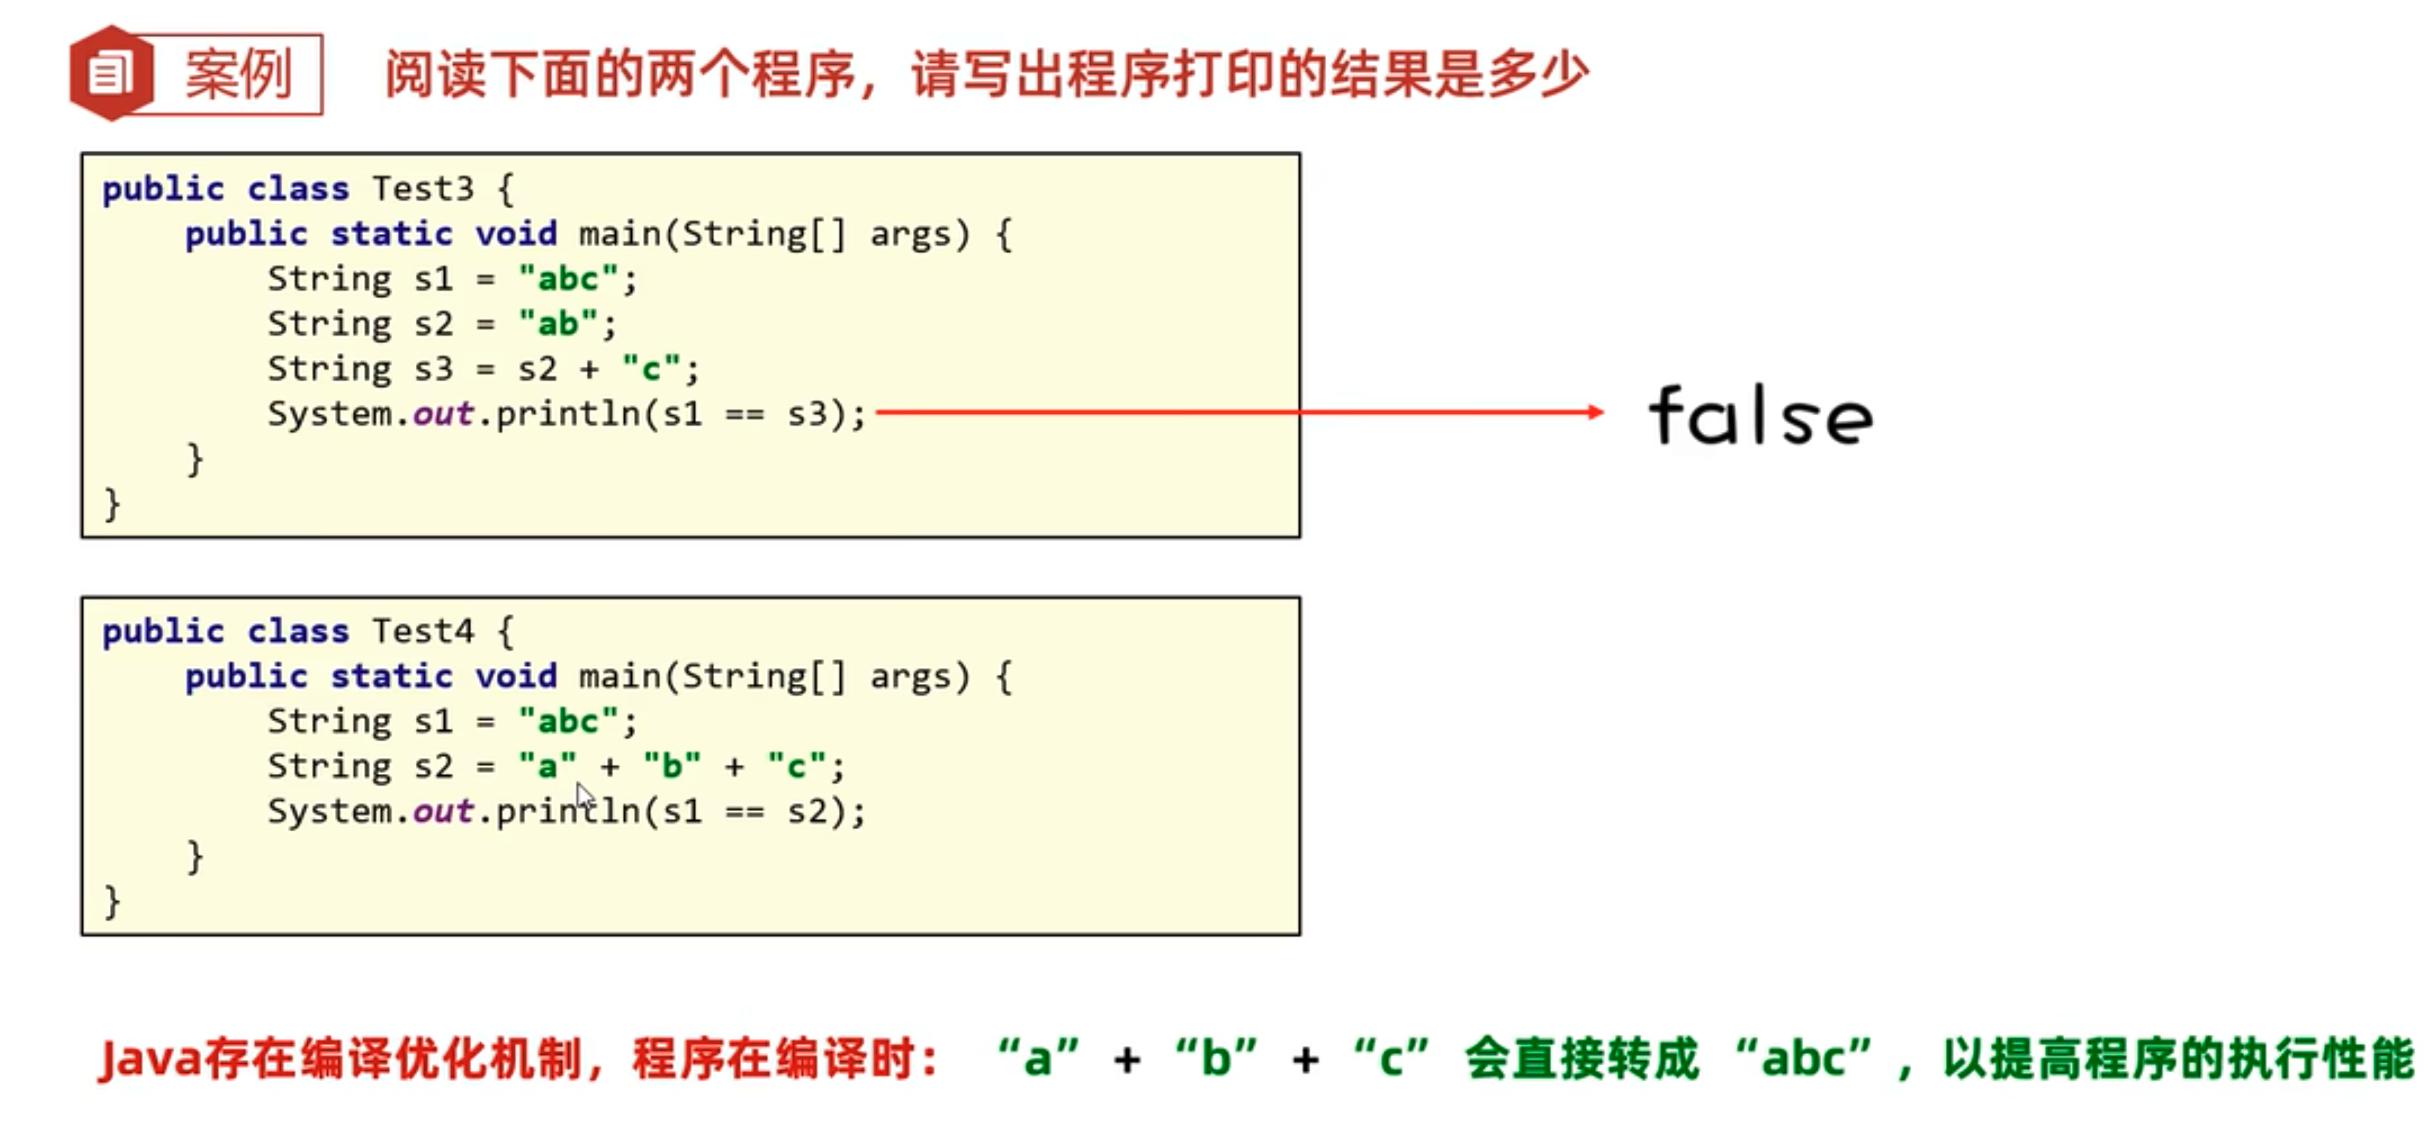 案例
阅读下面的两个程序，请写出程序打印的结果是多少
public class Test3 {
public static void main(String[] args) {
String s1 = "abc";
String s2 = "ab";
String s3 = s2 + "c";
System.out.println(s1 == s3);
false
}
}
public class Test4 {
public static void main(String[] args) {
String s1 = "abc";
String s2 = "a" + "b" + "c";
System.out.println(s1 == s2);
}
}
Java存在编译优化机制，程序在编译时： “a” + “b” + “c” 会直接转成 “abc” ，以提高程序的执行性能